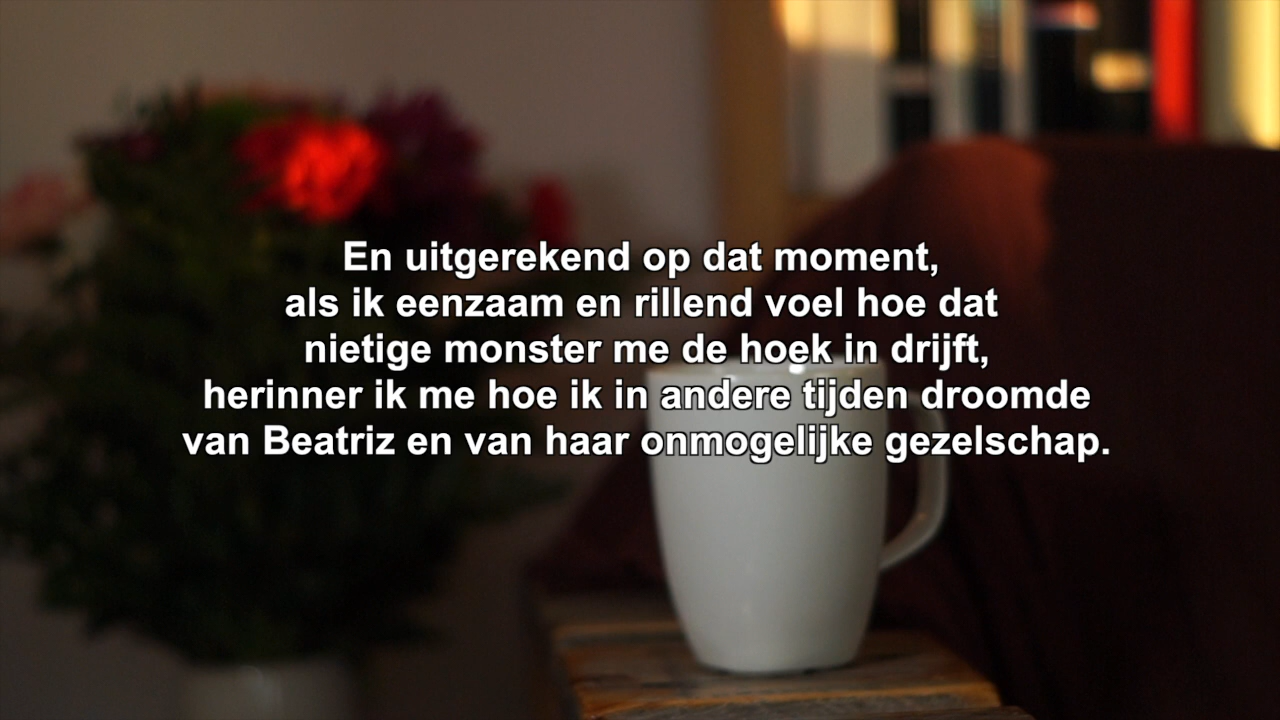 En uitgerekend op dat moment,
als ik eenzaam en rillend voel hoe dat
nietige monster me de hoek in drijft,
herinner ik me hoe ik in andere tijden droomde
van Beatriz en van haar onmogelijke gezelschap.